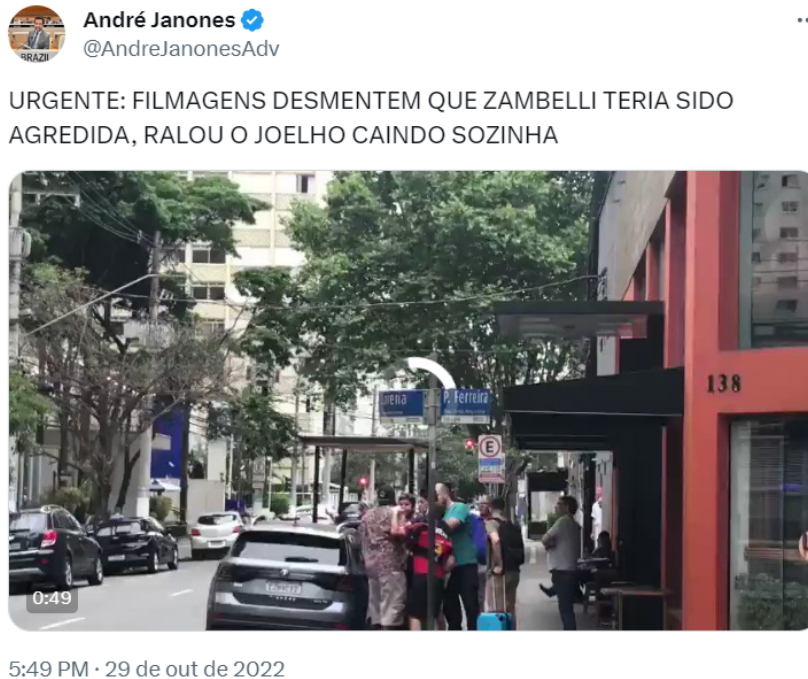 André Janones
@AndreJanonesAdv
BRAZIL
URGENTE: FILMAGENS DESMENTEM QUE ZAMBELLI TERIA SIDO
AGREDIDA, RALOU O JOELHO CAINDO SOZINHA
P. Ferreira
E
138
0:49
5:49 PM · 29 de out de 2022